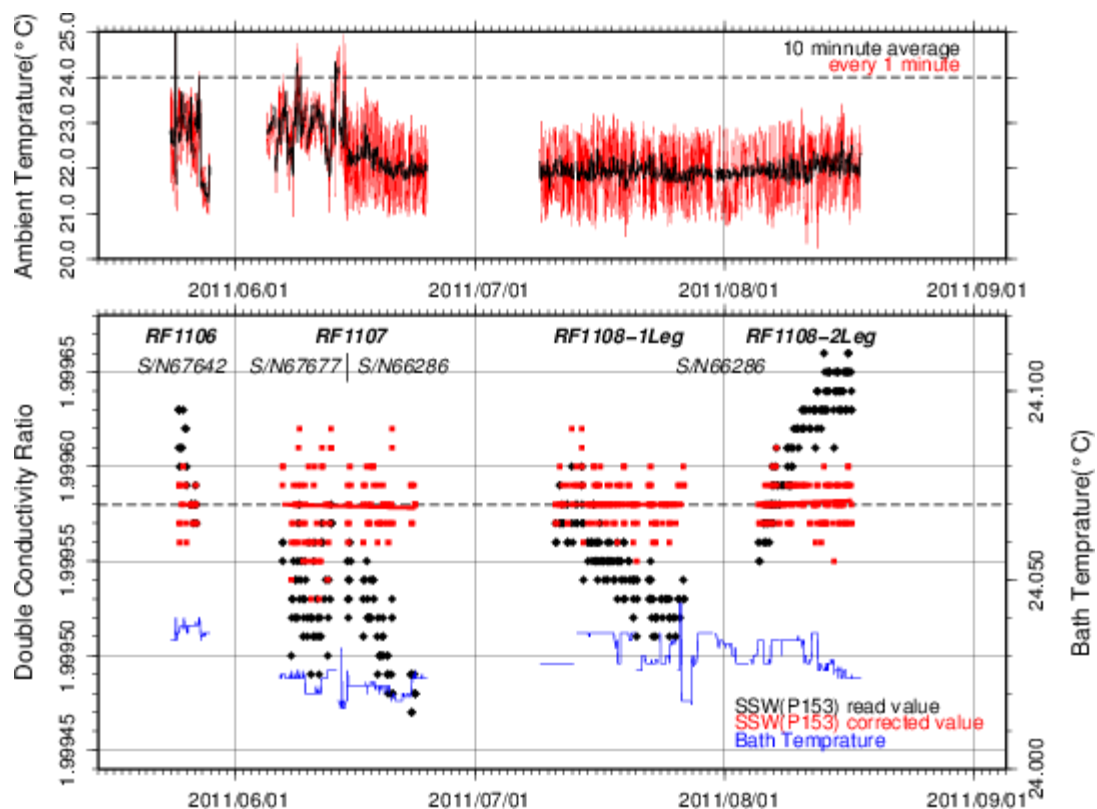 Ambient Temprature(°C)
20.0 21.0 22.0 23.0 24.0 25.0
10 minnute average
every 1 minute
2011/06/01 2011/07/01 2011/08/01 2011/09/01
Double Conductivity Ratio
1.99945 1.99950 1.99955 1.99960 1.99965
RF1106 RF1107 RF1108-1Leg RF1108-2Leg
S/N67642 S/N67677 S/N66286 S/N66286
24.100
24.050
24.000
Bath Temprature(°C)
SSW(P153) read value
SSW(P153) corrected value
Bath Temprature
2011/06/01 2011/07/01 2011/08/01 2011/09/01